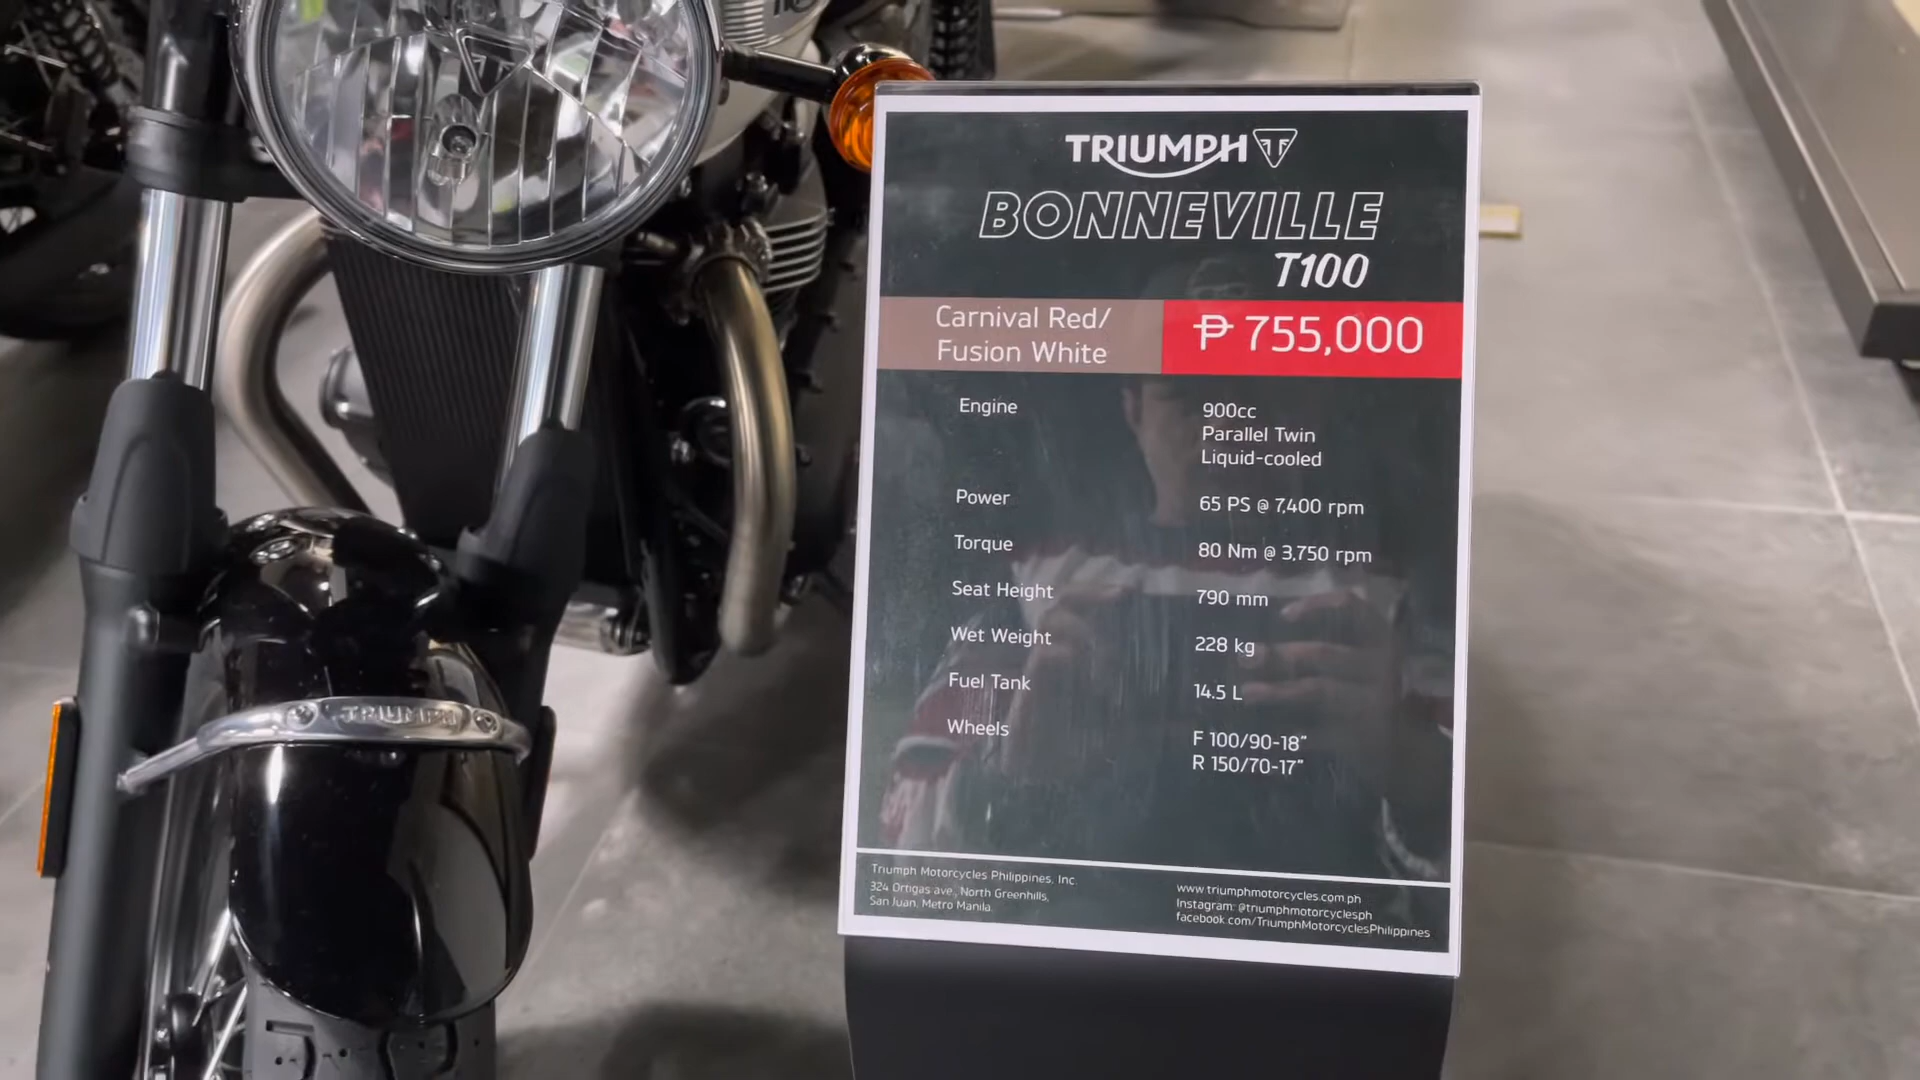 TRIUMPH
BONNEVILLE
T100
Carnival Red/
Fusion White
₱ 755,000
Engine
900cc
Parallel Twin
Liquid-cooled
Power
65 PS @ 7,400 rpm
Torque
80 Nm @ 3,750 rpm
Seat Height
790 mm
Wet Weight
228 kg
Fuel Tank
14.5 L
Wheels
F 100/90-18"
R 150/70-17"
Triumph Motorcycles Philippines, Inc.
324 Ortigas ave., North Greenhills,
San Juan, Metro Manila.
www.triumphmotorcycles.com.ph
Instagram: @triumphmotorcyclesph
facebook.com/TriumphMotorcyclesPhilippines
TRIUMPH